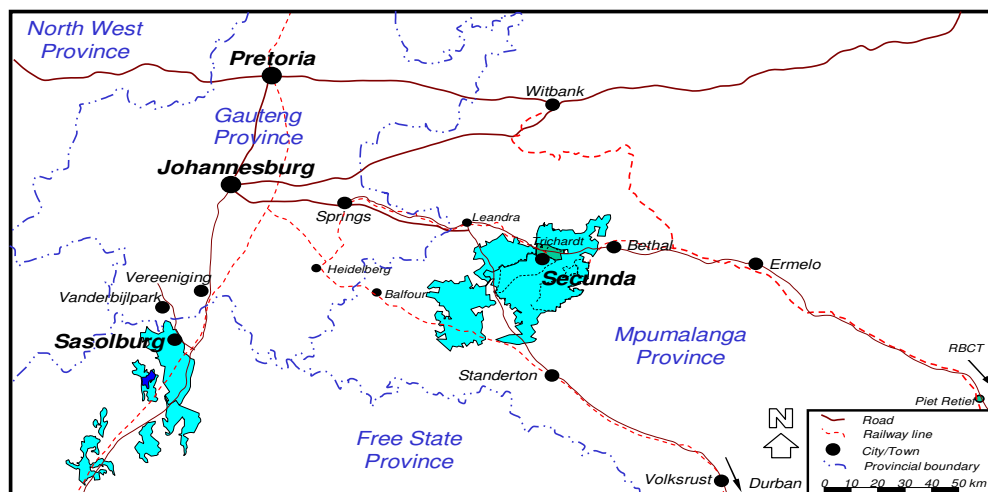 North West
Province
Pretoria
Witbank
Gauteng
Province
Johannesburg
Springs
Leandra
Trichardt
Bethal
Secunda
Ermelo
Heidelberg
Balfour
Vereeniging
Vanderbijlpark
Sasolburg
Mpumalanga
Province
Standerton
RBCT
Piet Retief
Free State
Province
Volksrust
Durban
N
Road
Railway line
City/Town
Provincial boundary
0 10 20 30 40 50 km